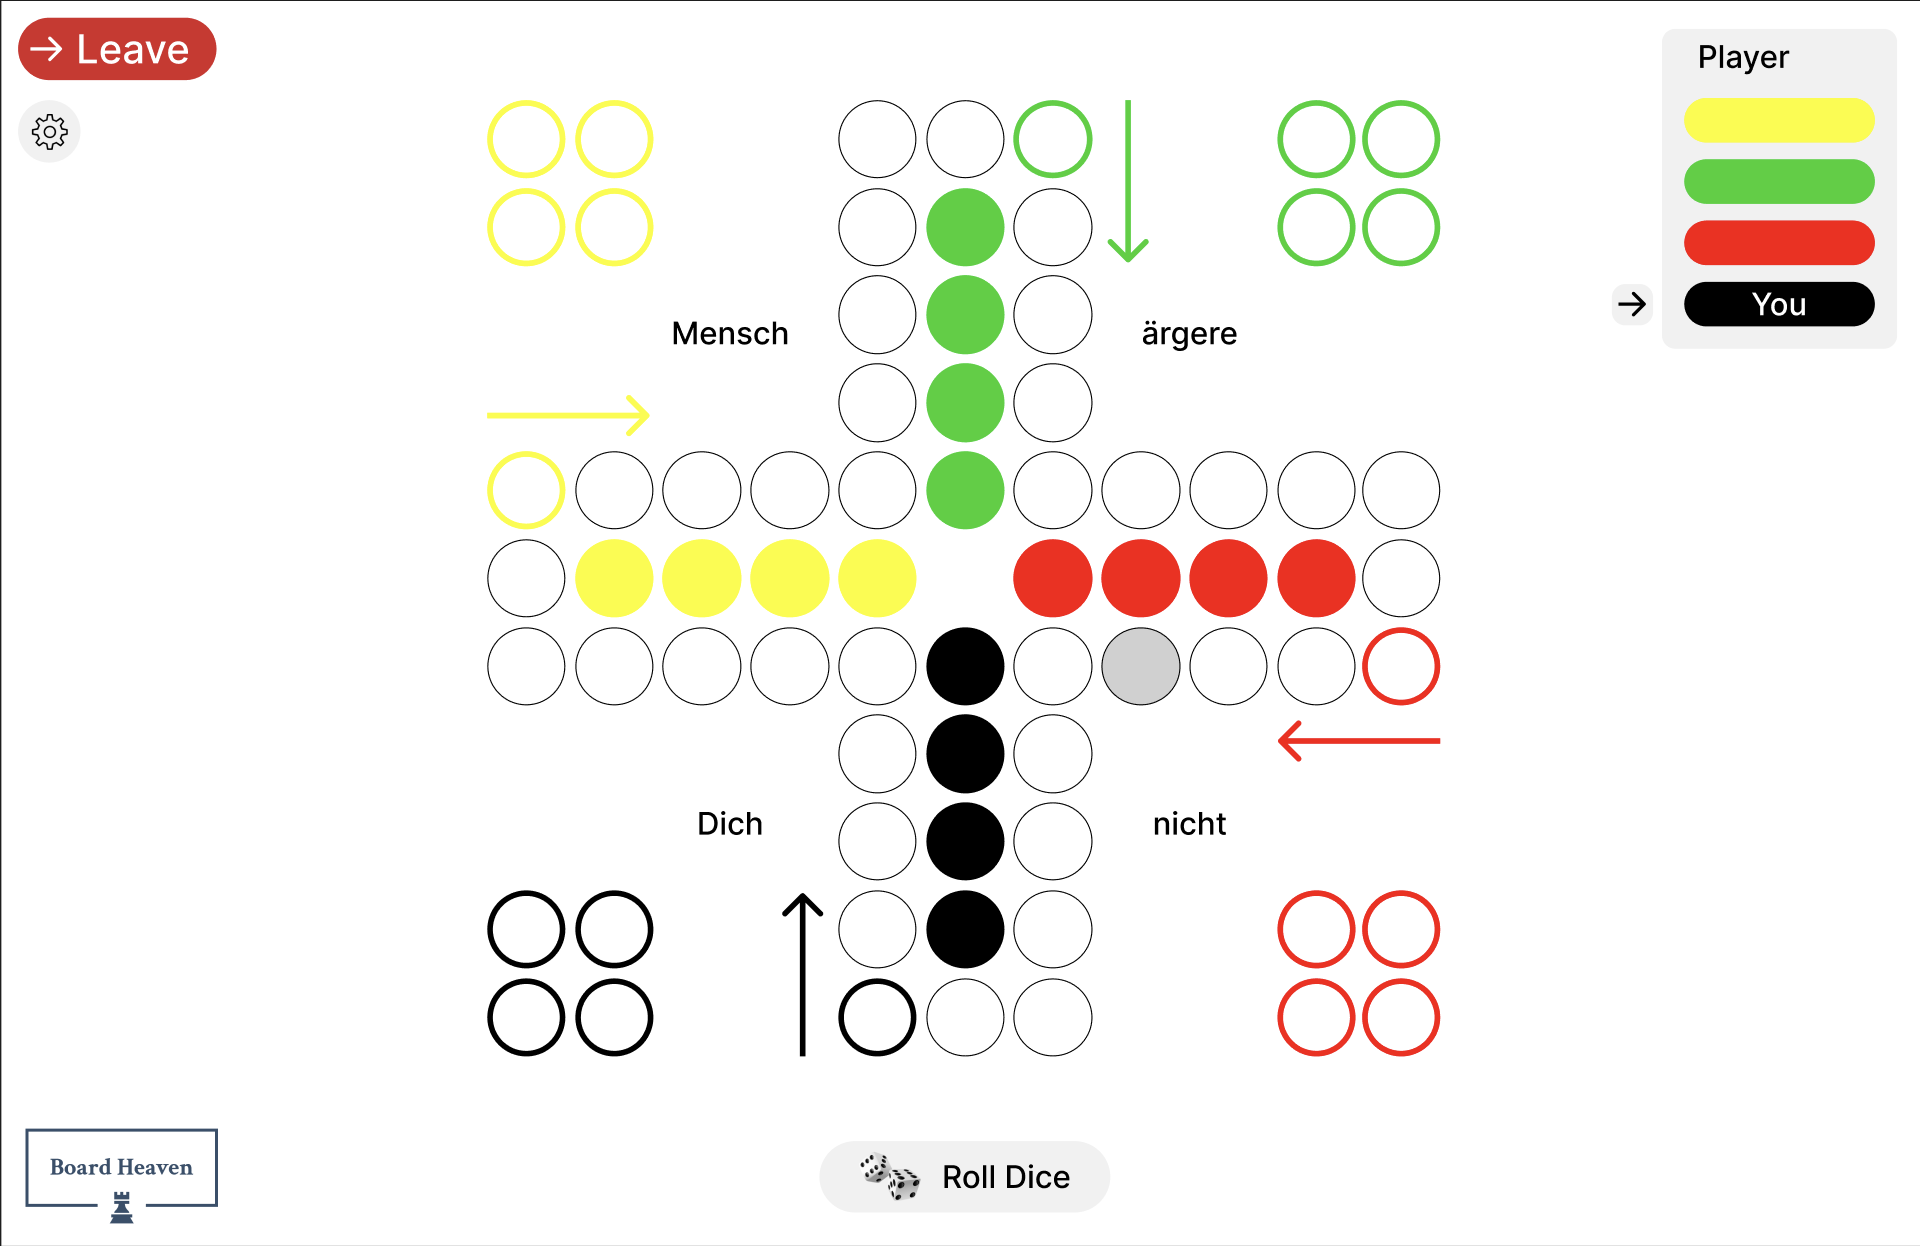 Leave
Player
You
Mensch
ärgere
Dich
nicht
Board Heaven
Roll Dice